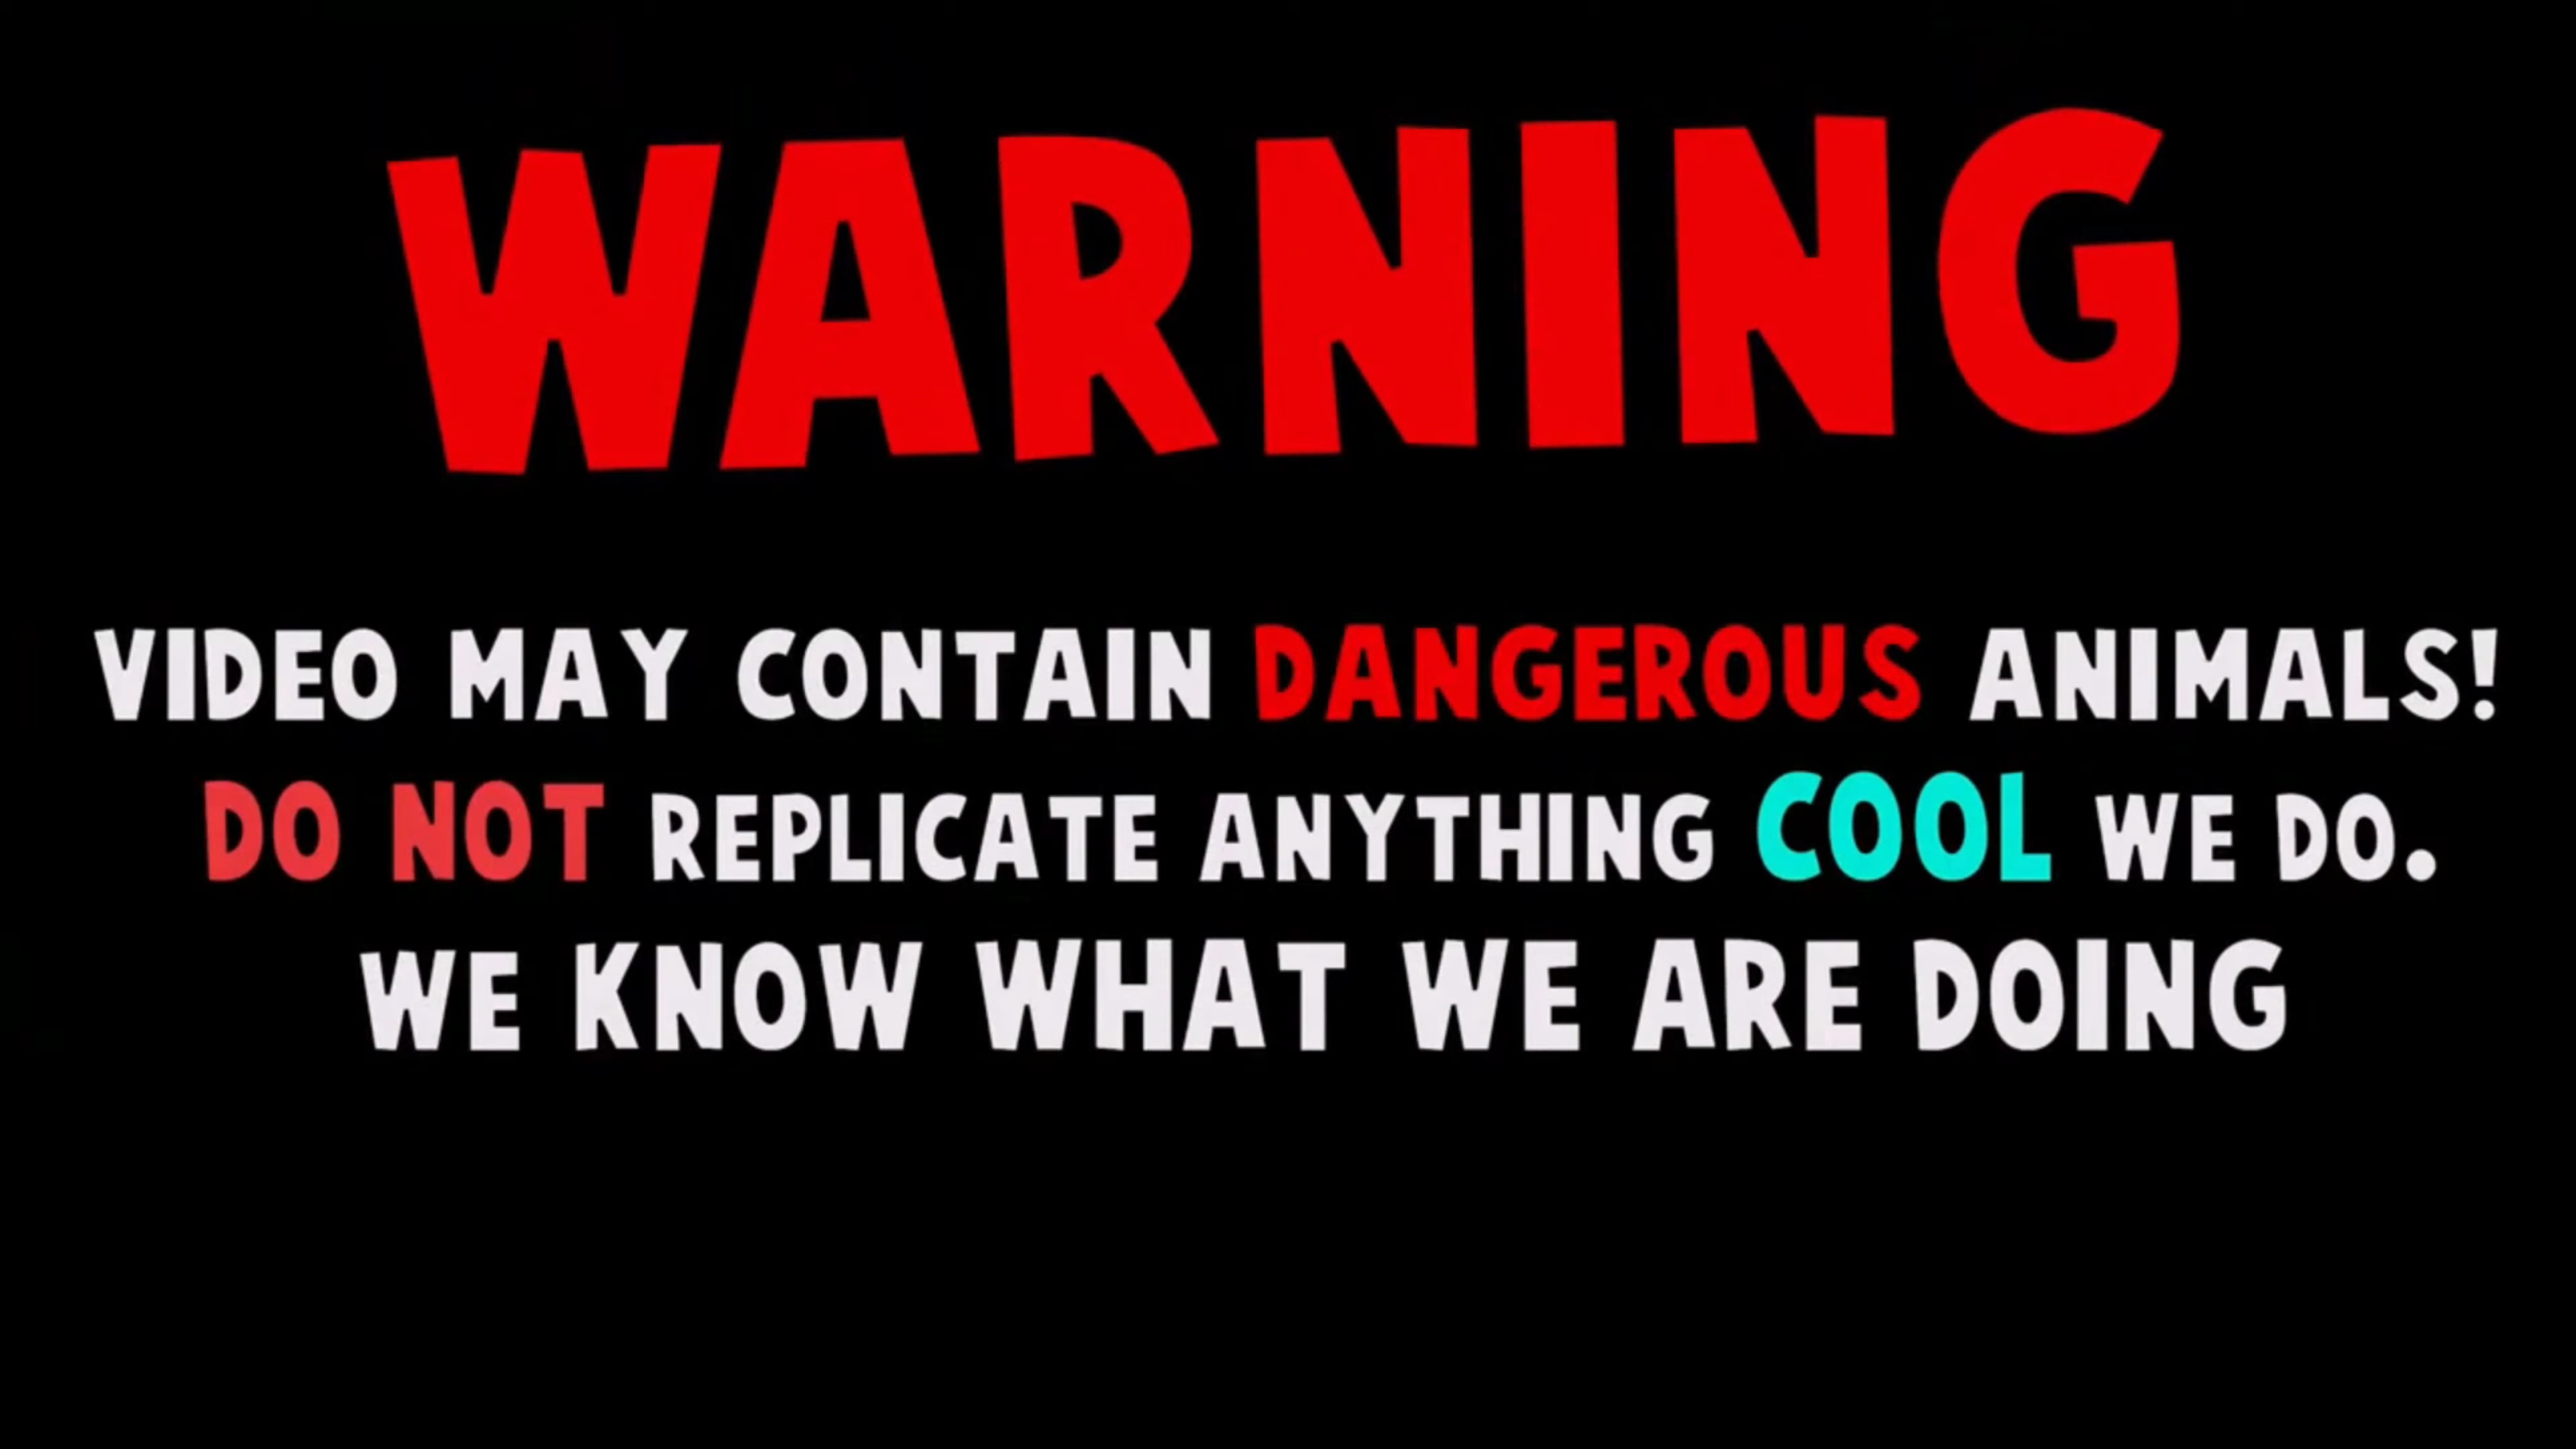 WARNING
VIDEO MAY CONTAIN DANGEROUS ANIMALS!
DO NOT REPLICATE ANYTHING COOL WE DO.
WE KNOW WHAT WE ARE DOING